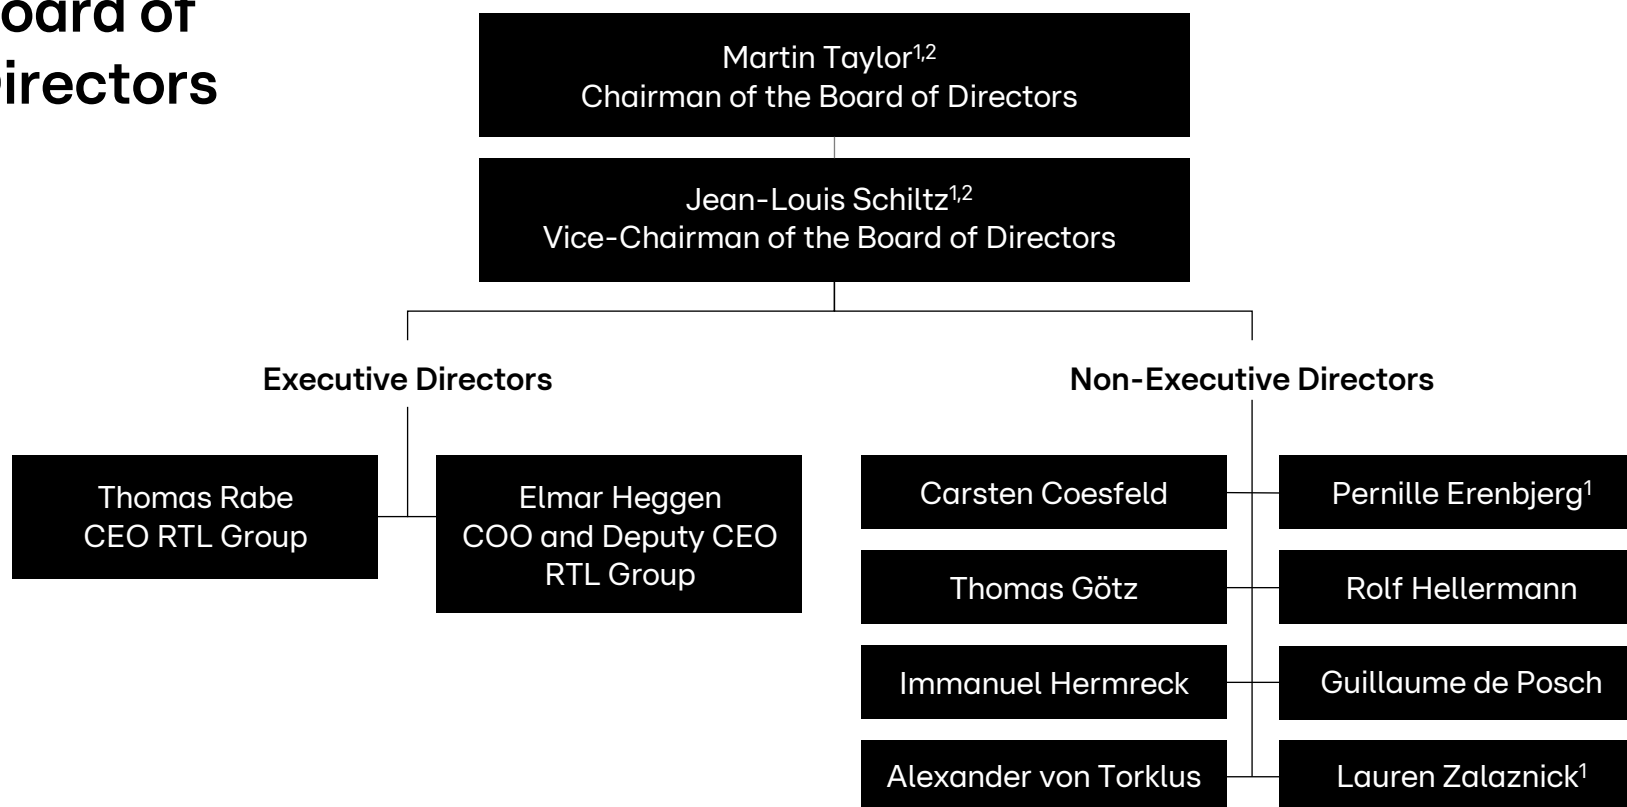 oard of
irectors
Martin Taylor1,2
Chairman of the Board of Directors
Jean-Louis Schiltz1,2
Vice-Chairman of the Board of Directors
Executive Directors
Non-Executive Directors
Thomas Rabe
CEO RTL Group
Elmar Heggen
COO and Deputy CEO
RTL Group
Carsten Coesfeld
Pernille Erenbjerg1
Thomas Götz
Rolf Hellermann
Immanuel Hermreck
Guillaume de Posch
Alexander von Torklus
Lauren Zalaznick1